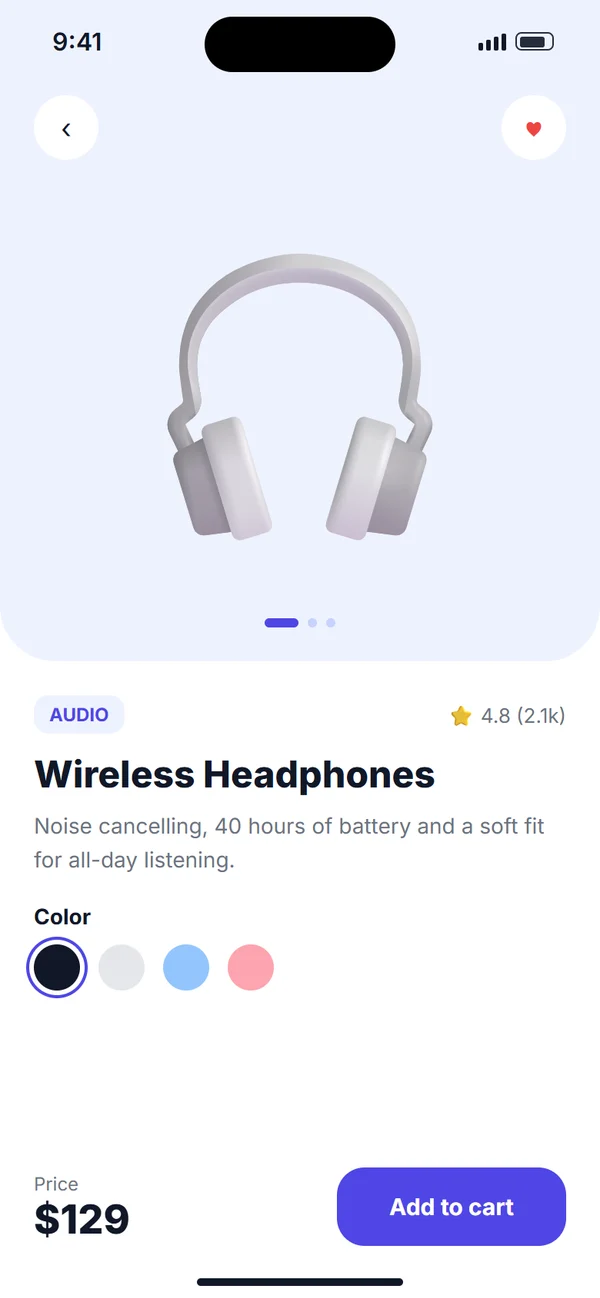 9:41
‹
AUDIO
4.8 (2.1k)
Wireless Headphones
Noise cancelling, 40 hours of battery and a soft fit
for all-day listening.
Color
Price
$129
Add to cart